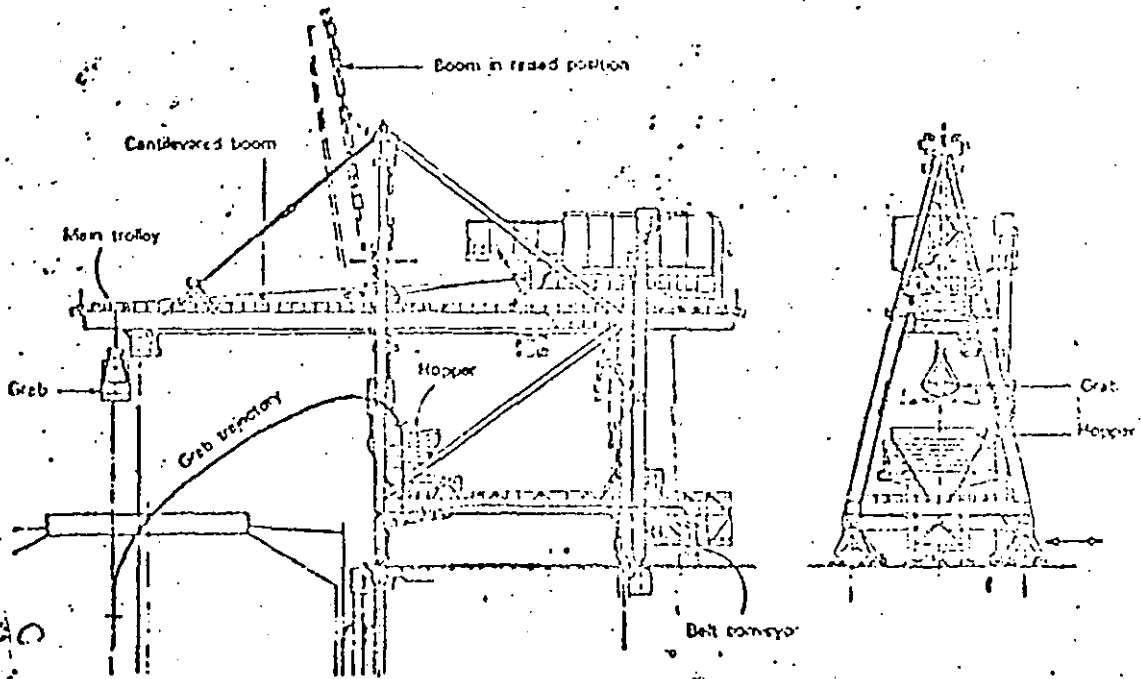 Boom in raised position
Cantilevered boom
Main trolley
Grab
Grab trajectory
Hopper
Belt conveyor
Grab
Hopper
C